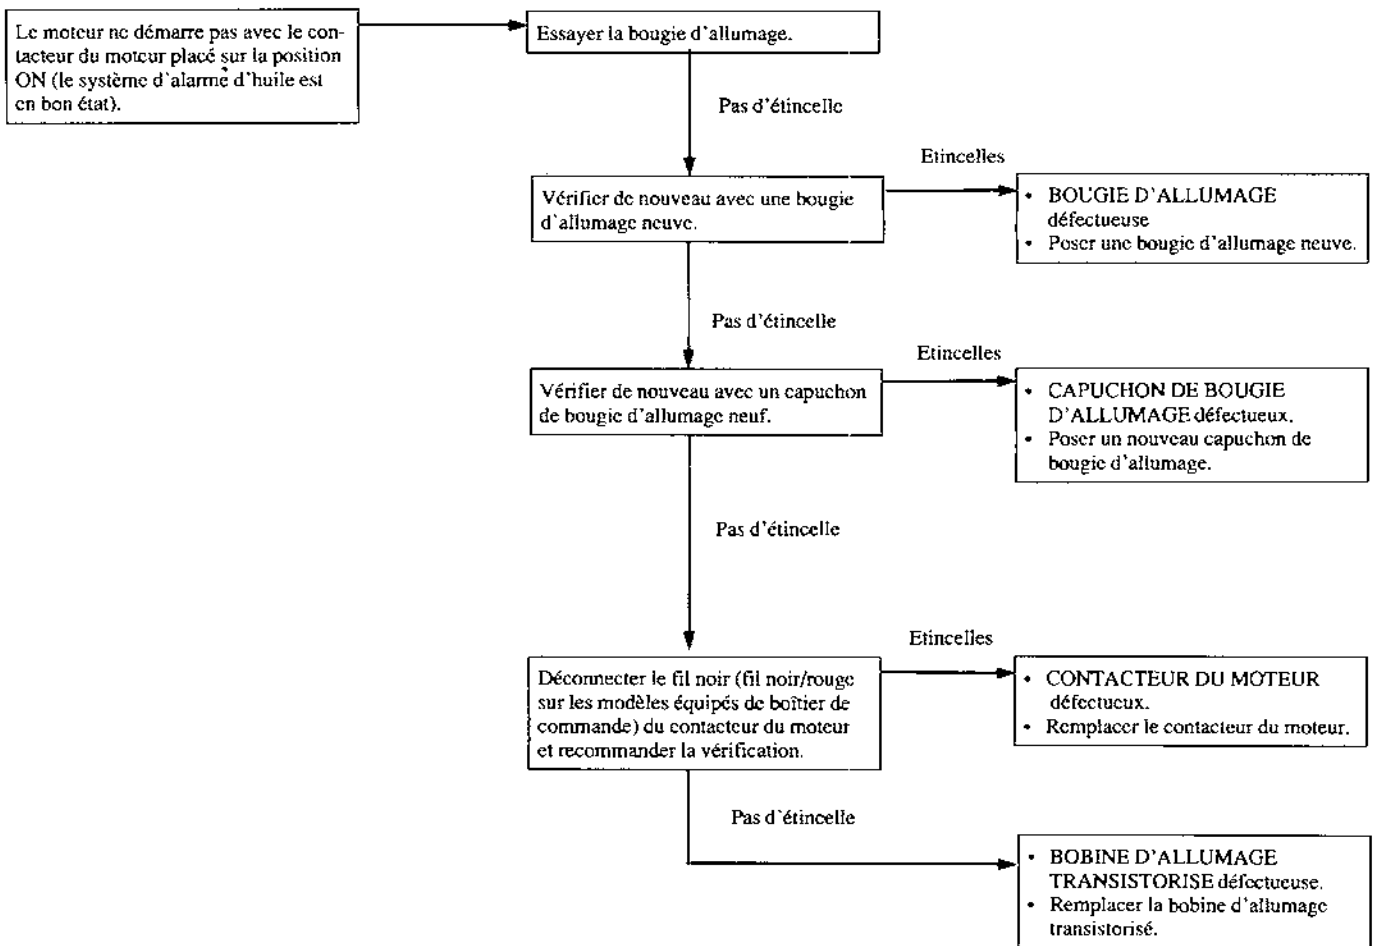 Le moteur ne démarre pas avec le con-
tacteur du moteur placé sur la position
ON (le système d'alarme d'huile est
en bon état).
Essayer la bougie d'allumage.
Pas d'étincelle
Vérifier de nouveau avec une bougie
d'allumage neuve.
Etincelles
• BOUGIE D'ALLUMAGE
défectueuse
• Poser une bougie d'allumage neuve.
Pas d'étincelle
Vérifier de nouveau avec un capuchon
de bougie d'allumage neuf.
Etincelles
• CAPUCHON DE BOUGIE
D'ALLUMAGE défectueux.
• Poser un nouveau capuchon de
bougie d'allumage.
Pas d'étincelle
Déconnecter le fil noir (fil noir/rouge
sur les modèles équipés de boîtier de
commande) du contacteur du moteur
et recommander la vérification.
Etincelles
• CONTACTEUR DU MOTEUR
défectueux.
• Remplacer le contacteur du moteur.
Pas d'étincelle
• BOBINE D'ALLUMAGE
TRANSISTORISE défectueuse.
• Remplacer la bobine d'allumage
transistorisé.